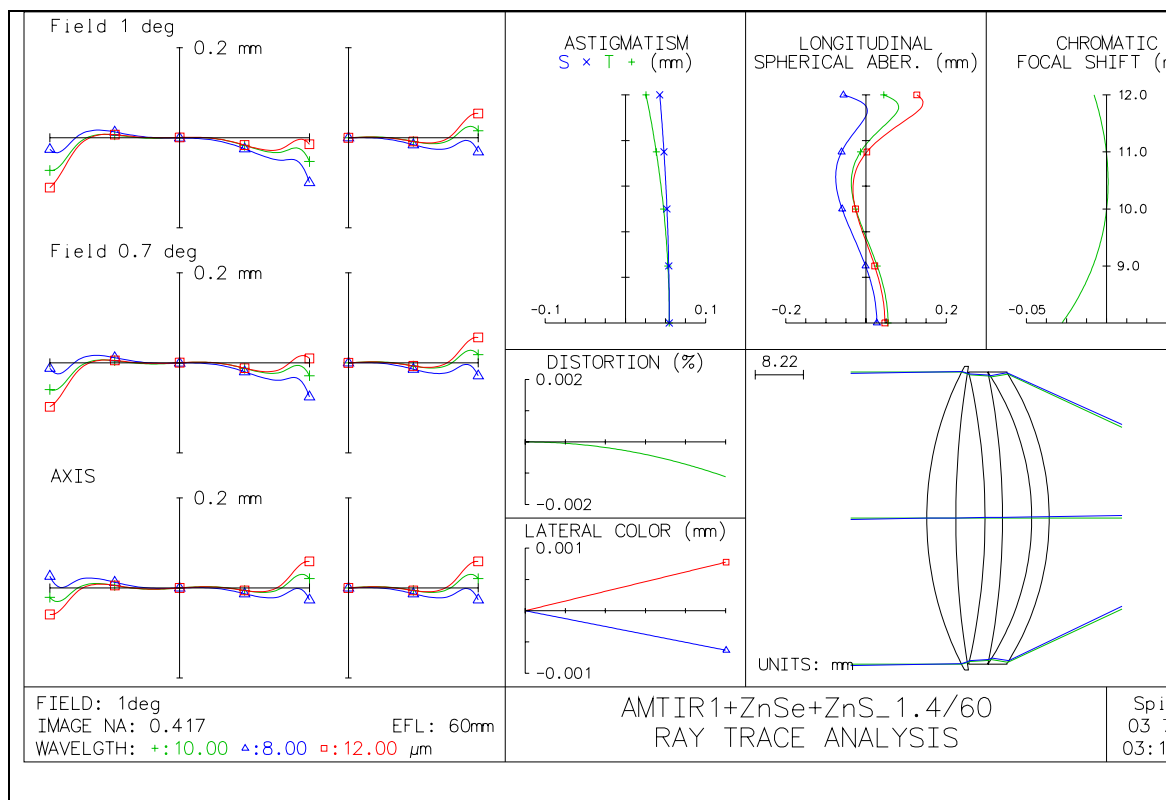 Field 1 deg
0.2 mm
Field 0.7 deg
0.2 mm
AXIS
0.2 mm
ASTIGMATISM
S × T + (mm)
-0.1 0.1
LONGITUDINAL
SPHERICAL ABER. (mm)
-0.2 0.2
CHROMATIC
FOCAL SHIFT (
12.0
11.0
10.0
9.0
-0.05
DISTORTION (%)
0.002
-0.002
LATERAL COLOR (mm)
0.001
-0.001
8.22
UNITS: mm
FIELD: 1deg
IMAGE NA: 0.417 EFL: 60mm
WAVELGTH: +:10.00 △:8.00 □:12.00 µm
AMTIR1+ZnSe+ZnS_1.4/60
RAY TRACE ANALYSIS
03
03:1